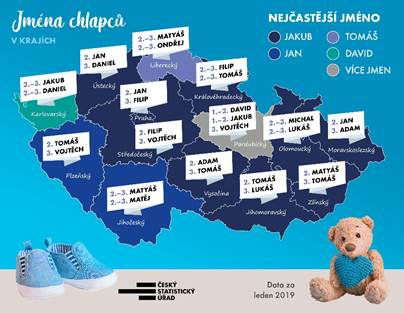 Jména chlapců
V KRAJÍCH
NEJČASTĚJŠÍ JMÉNO
JAKUB
JAN
TOMÁŠ
DAVID
VÍCE JMEN
2.–3. MATYÁŠ
2.–3. ONDŘEJ
Liberecký
2. JAN
3. DANIEL
Ústecký
2.–3. FILIP
2.–3. TOMÁŠ
Královéhradecký
2.–3. JAKUB
2.–3. DANIEL
Karlovarský
2. JAN
3. FILIP
Praha
1.–2. DAVID
1.–2. JAKUB
3. VOJTĚCH
Pardubický
2.–3. MICHAL
2.–3. LUKÁŠ
Olomoucký
2. JAN
3. ADAM
Moravskoslezský
2. TOMÁŠ
3. VOJTĚCH
Plzeňský
2. FILIP
3. VOJTĚCH
Středočeský
2. ADAM
3. TOMÁŠ
Vysočina
2.–3. MATYÁŠ
2.–3. MATĚJ
Jihočeský
2. TOMÁŠ
3. LUKÁŠ
Jihomoravský
2. MATYÁŠ
3. TOMÁŠ
Zlínský
ČESKÝ
STATISTICKÝ
ÚŘAD
Data za
leden 2019